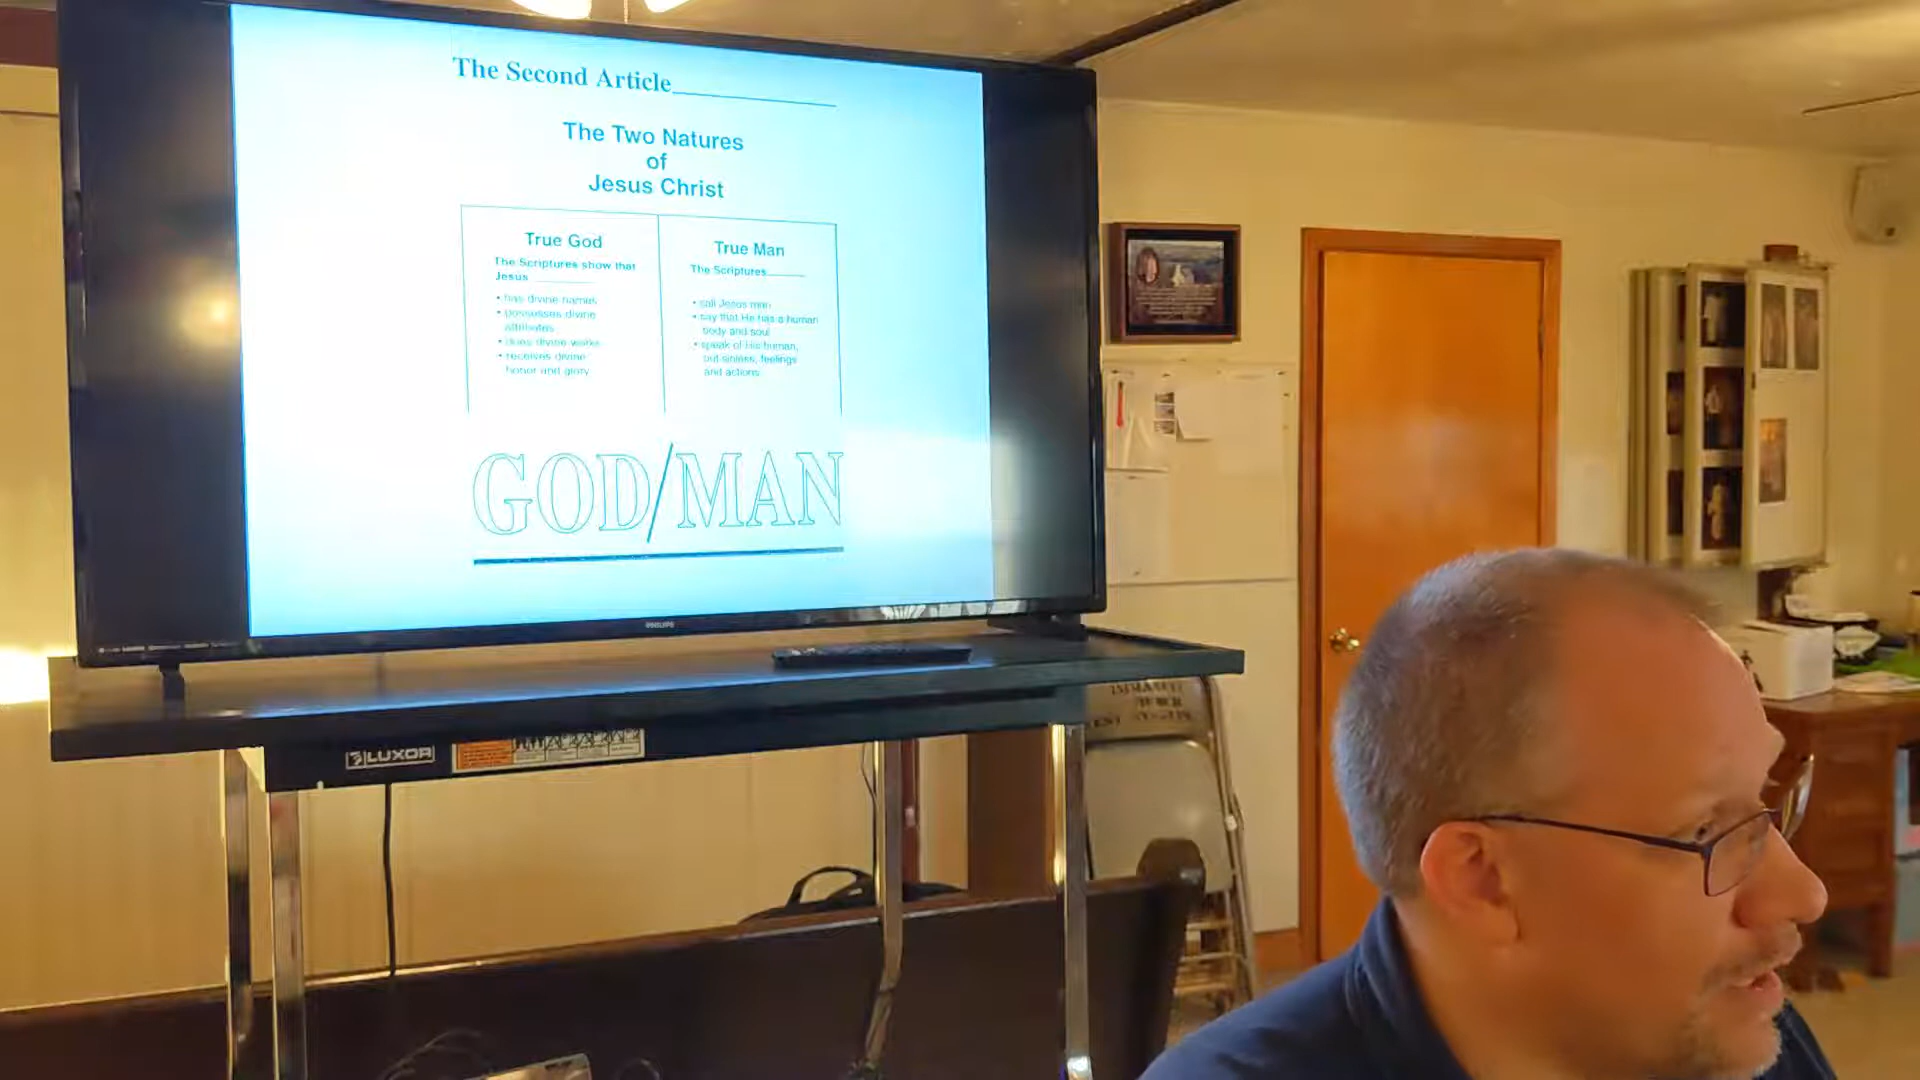 The Second Article
The Two Natures
of
Jesus Christ
True God
The Scriptures show that
Jesus
• has divine names
• possesses divine
attributes
• does divine works
• receives divine
honor and glory
True Man
The Scriptures
• call Jesus man
• say that He has a human
body and soul
• speak of His human,
but sinless, feelings
and actions
GOD/MAN
PHILIPS
LUXOR